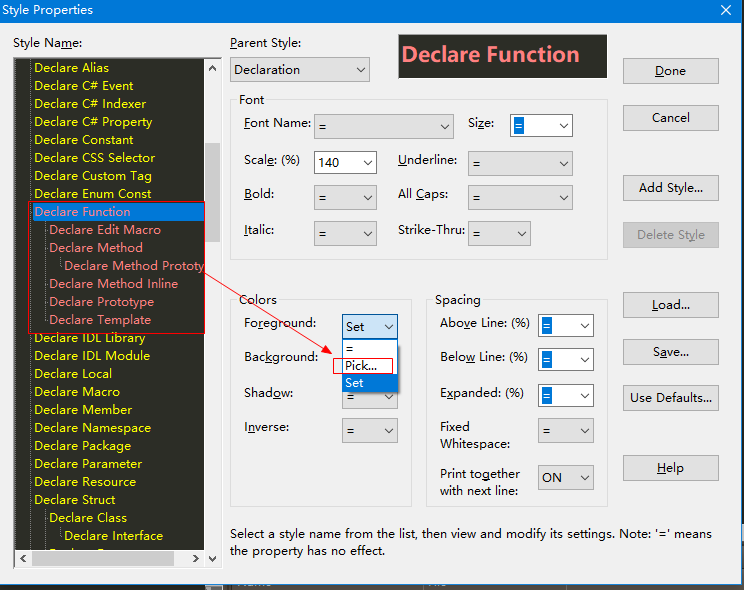 Style Properties
Style Name:
Declare Alias
Declare C# Event
Declare C# Indexer
Declare C# Property
Declare Constant
Declare CSS Selector
Declare Custom Tag
Declare Enum Const
Declare Function
Declare Edit Macro
Declare Method
Declare Method Prototy
Declare Method Inline
Declare Prototype
Declare Template
Declare IDL Library
Declare IDL Module
Declare Local
Declare Macro
Declare Member
Declare Namespace
Declare Package
Declare Parameter
Declare Resource
Declare Struct
Declare Class
Declare Interface
Parent Style:
Declaration
Declare Function
Font
Font Name: =
Size: =
Scale: (%) 140
Underline: =
Bold: =
All Caps: =
Italic: =
Strike-Thru: =
Colors
Foreground: Set
=
Pick...
Set
Background:
Shadow: =
Inverse: =
Spacing
Above Line: (%) =
Below Line: (%) =
Expanded: (%) =
Fixed
Whitespace: =
Print together
with next line: ON
Select a style name from the list, then view and modify its settings. Note: '=' means
the property has no effect.
Done
Cancel
Add Style...
Delete Style
Load...
Save...
Use Defaults...
Help